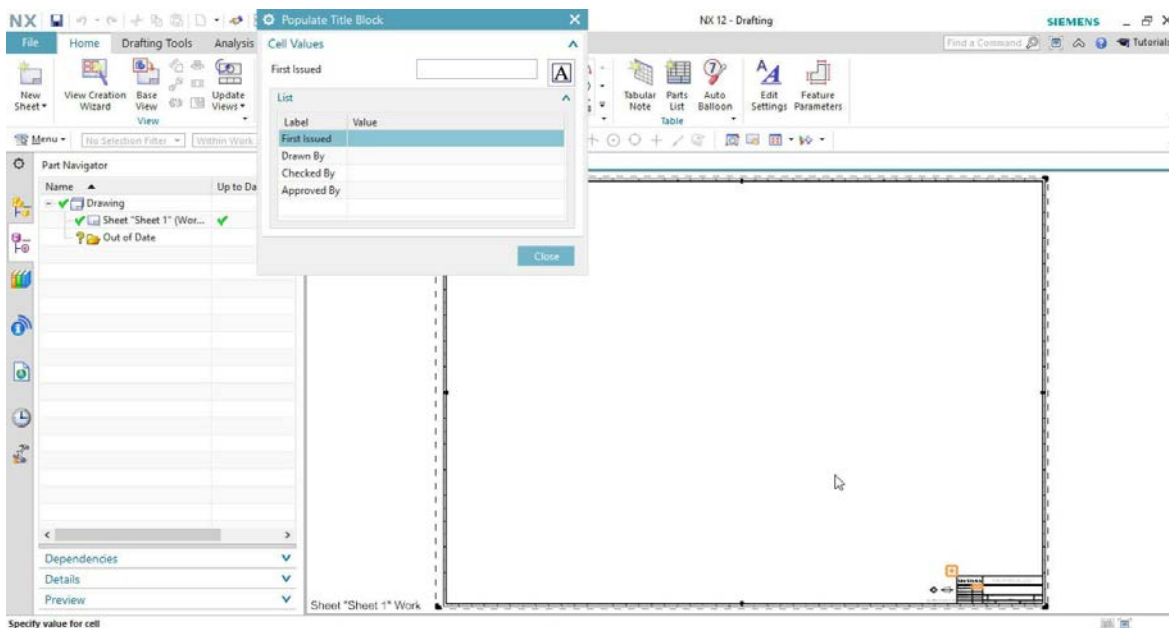 NX
Populate Title Block
NX 12 - Drafting
SIEMENS
File
Home
Drafting Tools
Analysis
Cell Values
Find a Command
Tutorials
First Issued
A
New Sheet
View Creation Wizard
Base View
Update Views
View
List
Label Value
First Issued
Drawn By
Checked By
Approved By
Close
Tabular Note
Parts List
Auto Balloon
Table
Edit Settings
Feature Parameters
Menu
No Selection Filter
Within Work
Part Navigator
Name
Up to Da
Drawing
Sheet "Sheet 1" (Wor...
Out of Date
Dependencies
Details
Preview
Sheet "Sheet 1" Work
SIEMENS
Specify value for cell